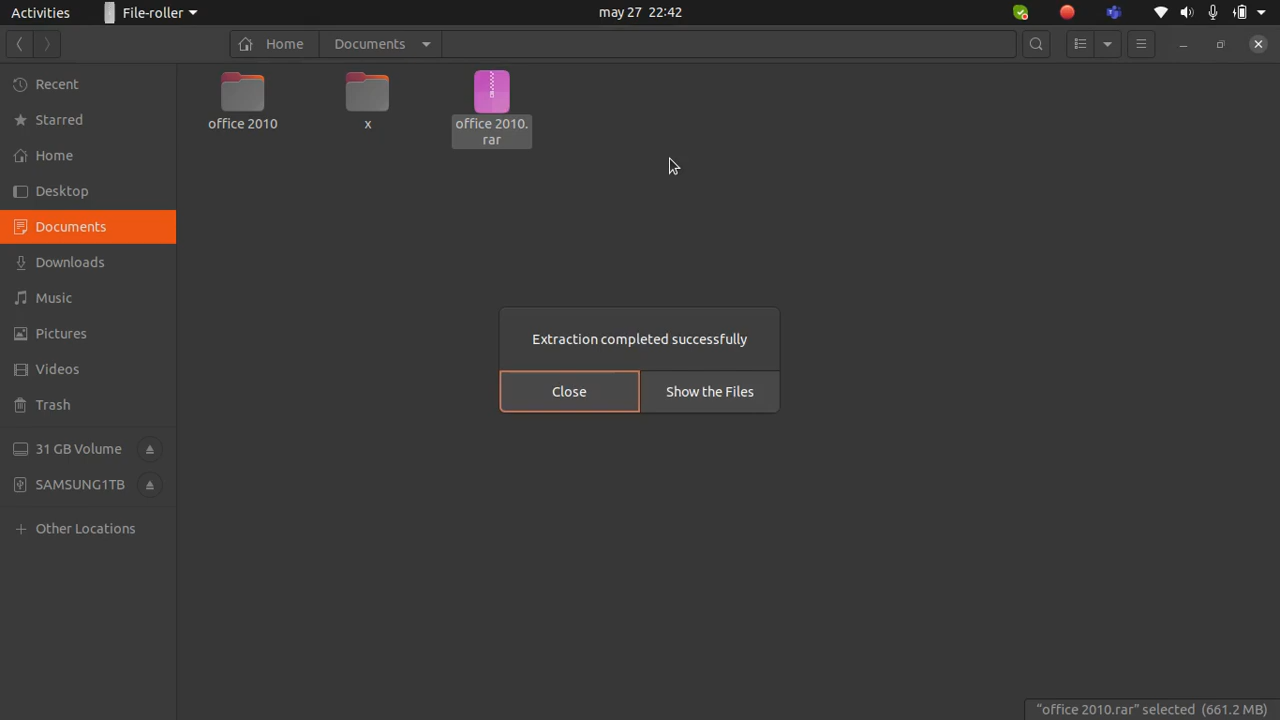 Activities File-roller may 27 22:42
Home Documents
Recent
Starred
Home
Desktop
Documents
Downloads
Music
Pictures
Videos
Trash
31 GB Volume
SAMSUNG1TB
Other Locations
office 2010
x
office 2010.
rar
Extraction completed successfully
Close Show the Files
"office 2010.rar" selected (661.2 MB)